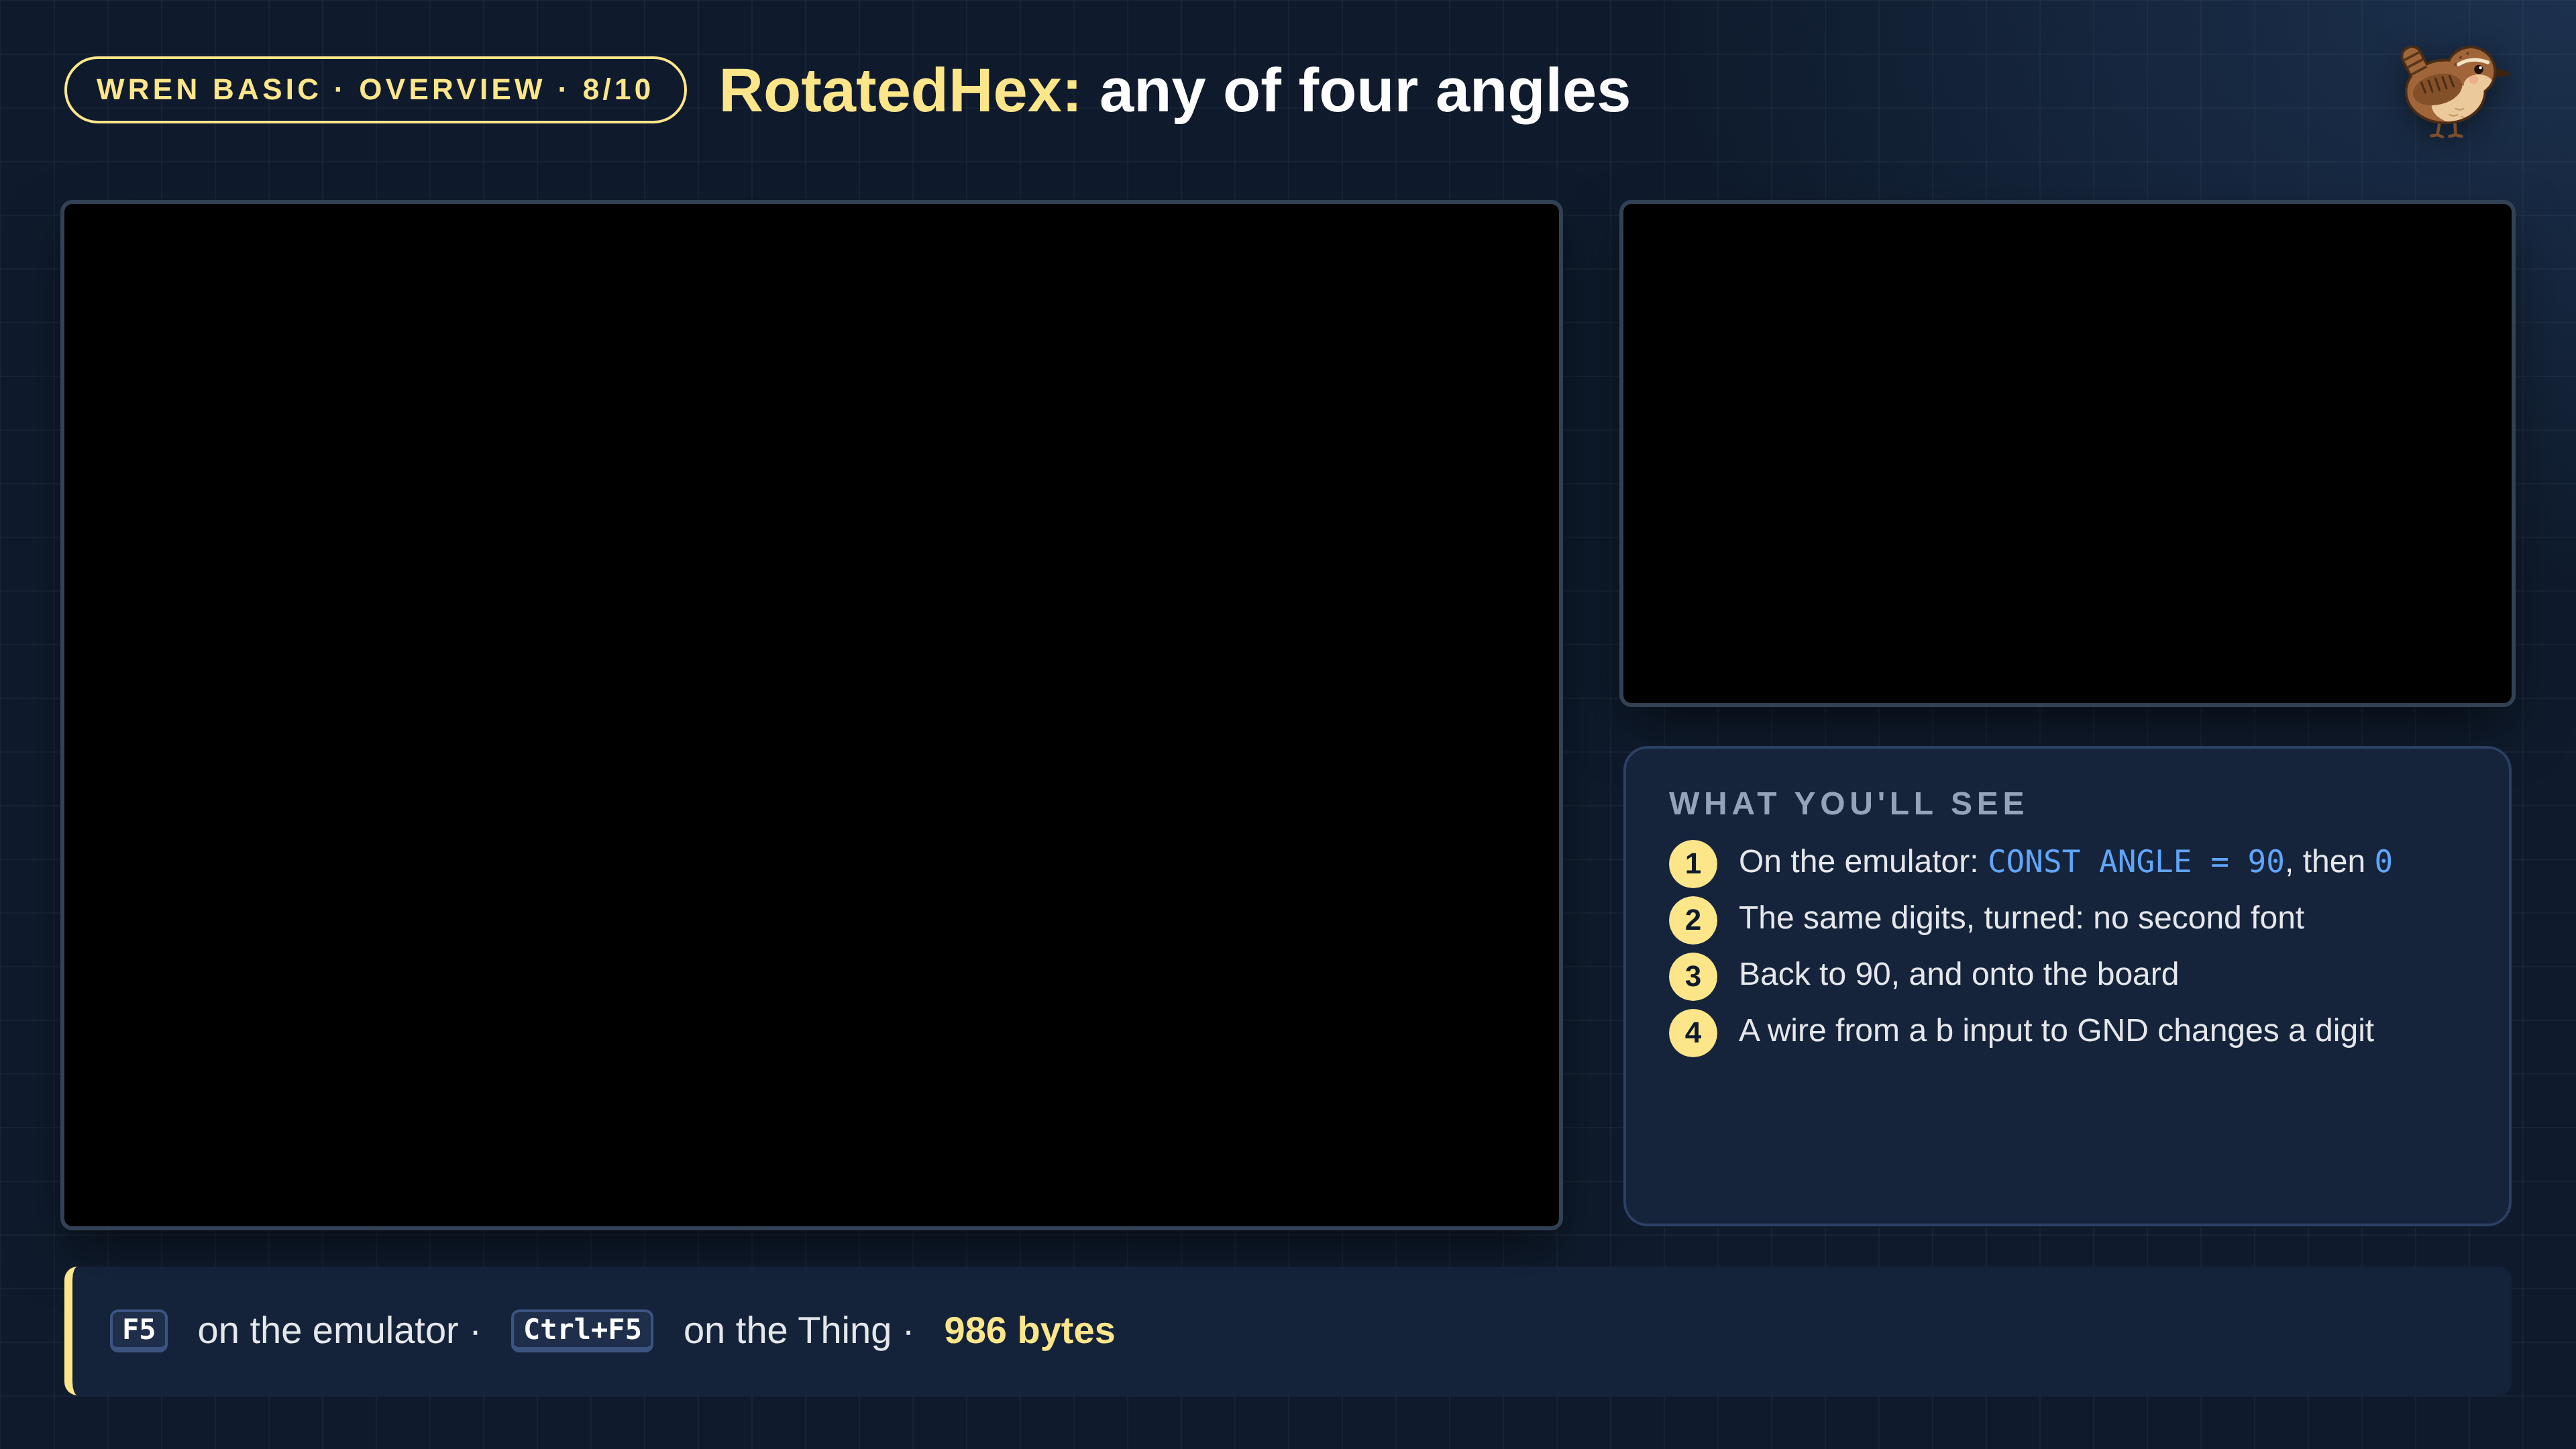 WREN BASIC · OVERVIEW · 8/10
RotatedHex: any of four angles
WHAT YOU'LL SEE
1 On the emulator: CONST ANGLE = 90, then 0
2 The same digits, turned: no second font
3 Back to 90, and onto the board
4 A wire from a b input to GND changes a digit
F5 on the emulator · Ctrl+F5 on the Thing · 986 bytes